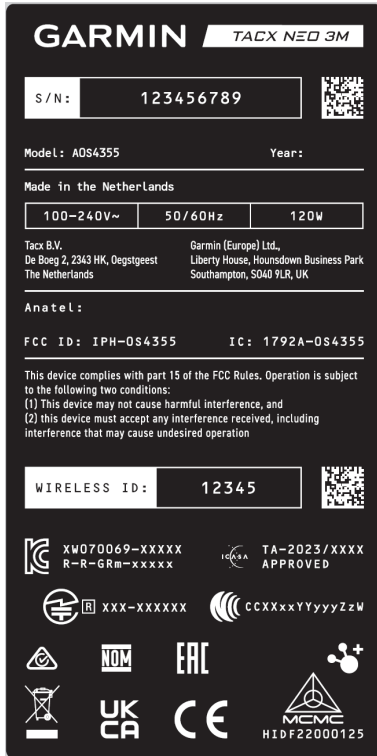 GARMIN TACX NEO 3M
S/N: 123456789
Model: A0S4355 Year:
Made in the Netherlands
100-240V~ 50/60Hz 120W
Tacx B.V.
De Boeg 2, 2343 HK, Oegstgeest
The Netherlands
Garmin (Europe) Ltd.,
Liberty House, Hounsdown Business Park
Southampton, SO40 9LR, UK
Anatel:
FCC ID: IPH-0S4355 IC: 1792A-0S4355
This device complies with part 15 of the FCC Rules. Operation is subject
to the following two conditions:
(1) This device may not cause harmful interference, and
(2) this device must accept any interference received, including
interference that may cause undesired operation
WIRELESS ID: 12345
XW070069-XXXXX
R-R-GRm-xxxxx
ICASA
TA-2023/XXXX
APPROVED
R XXX-XXXXXX
CCXXxxYYyyyZzW
NOM
EAC
UK
CA
CE
MCMC
HIDF22000125